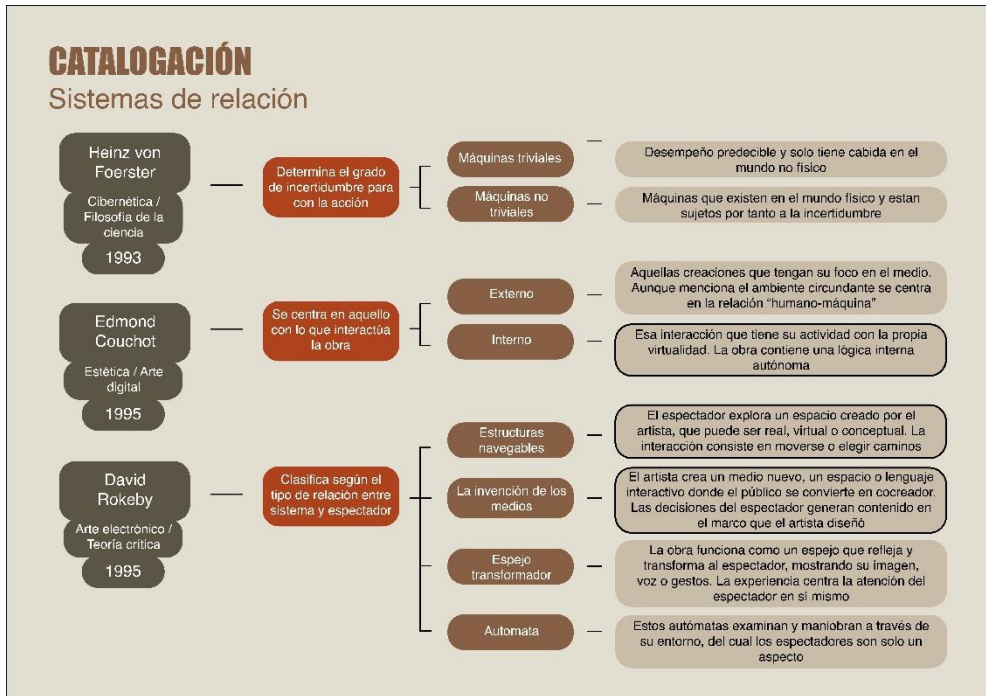 CATALOGACIÓN
Sistemas de relación
Heinz von
Foerster
Cibernética /
Filosofía de la
ciencia
1993
Determina el grado
de incertidumbre para
con la acción
Máquinas triviales
Desempeño predecible y solo tiene cabida en el
mundo no físico
Máquinas no
triviales
Máquinas que existen en el mundo físico y estan
sujetos por tanto a la incertidumbre
Edmond
Couchot
Estética / Arte
digital
1995
Se centra en aquello
con lo que interactúa
la obra
Externo
Aquellas creaciones que tengan su foco en el medio.
Aunque menciona el ambiente circundante se centra
en la relación “humano-máquina”
Interno
Esa interacción que tiene su actividad con la propia
virtualidad. La obra contiene una lógica interna
autónoma
David
Rokeby
Arte electrónico /
Teoría crítica
1995
Clasifica según el
tipo de relación entre
sistema y espectador
Estructuras
navegables
El espectador explora un espacio creado por el
artista, que puede ser real, virtual o conceptual. La
interacción consiste en moverse o elegir caminos
La invención de los
medios
El artista crea un medio nuevo, un espacio o lenguaje
interactivo donde el público se convierte en cocreador.
Las decisiones del espectador generan contenido en
el marco que el artista diseñó
Espejo
transformador
La obra funciona como un espejo que refleja y
transforma al espectador, mostrando su imagen,
voz o gestos. La experiencia centra la atención del
espectador en sí mismo
Automata
Estos autómatas examinan y maniobran a través de
su entorno, del cual los espectadores son solo un
aspecto